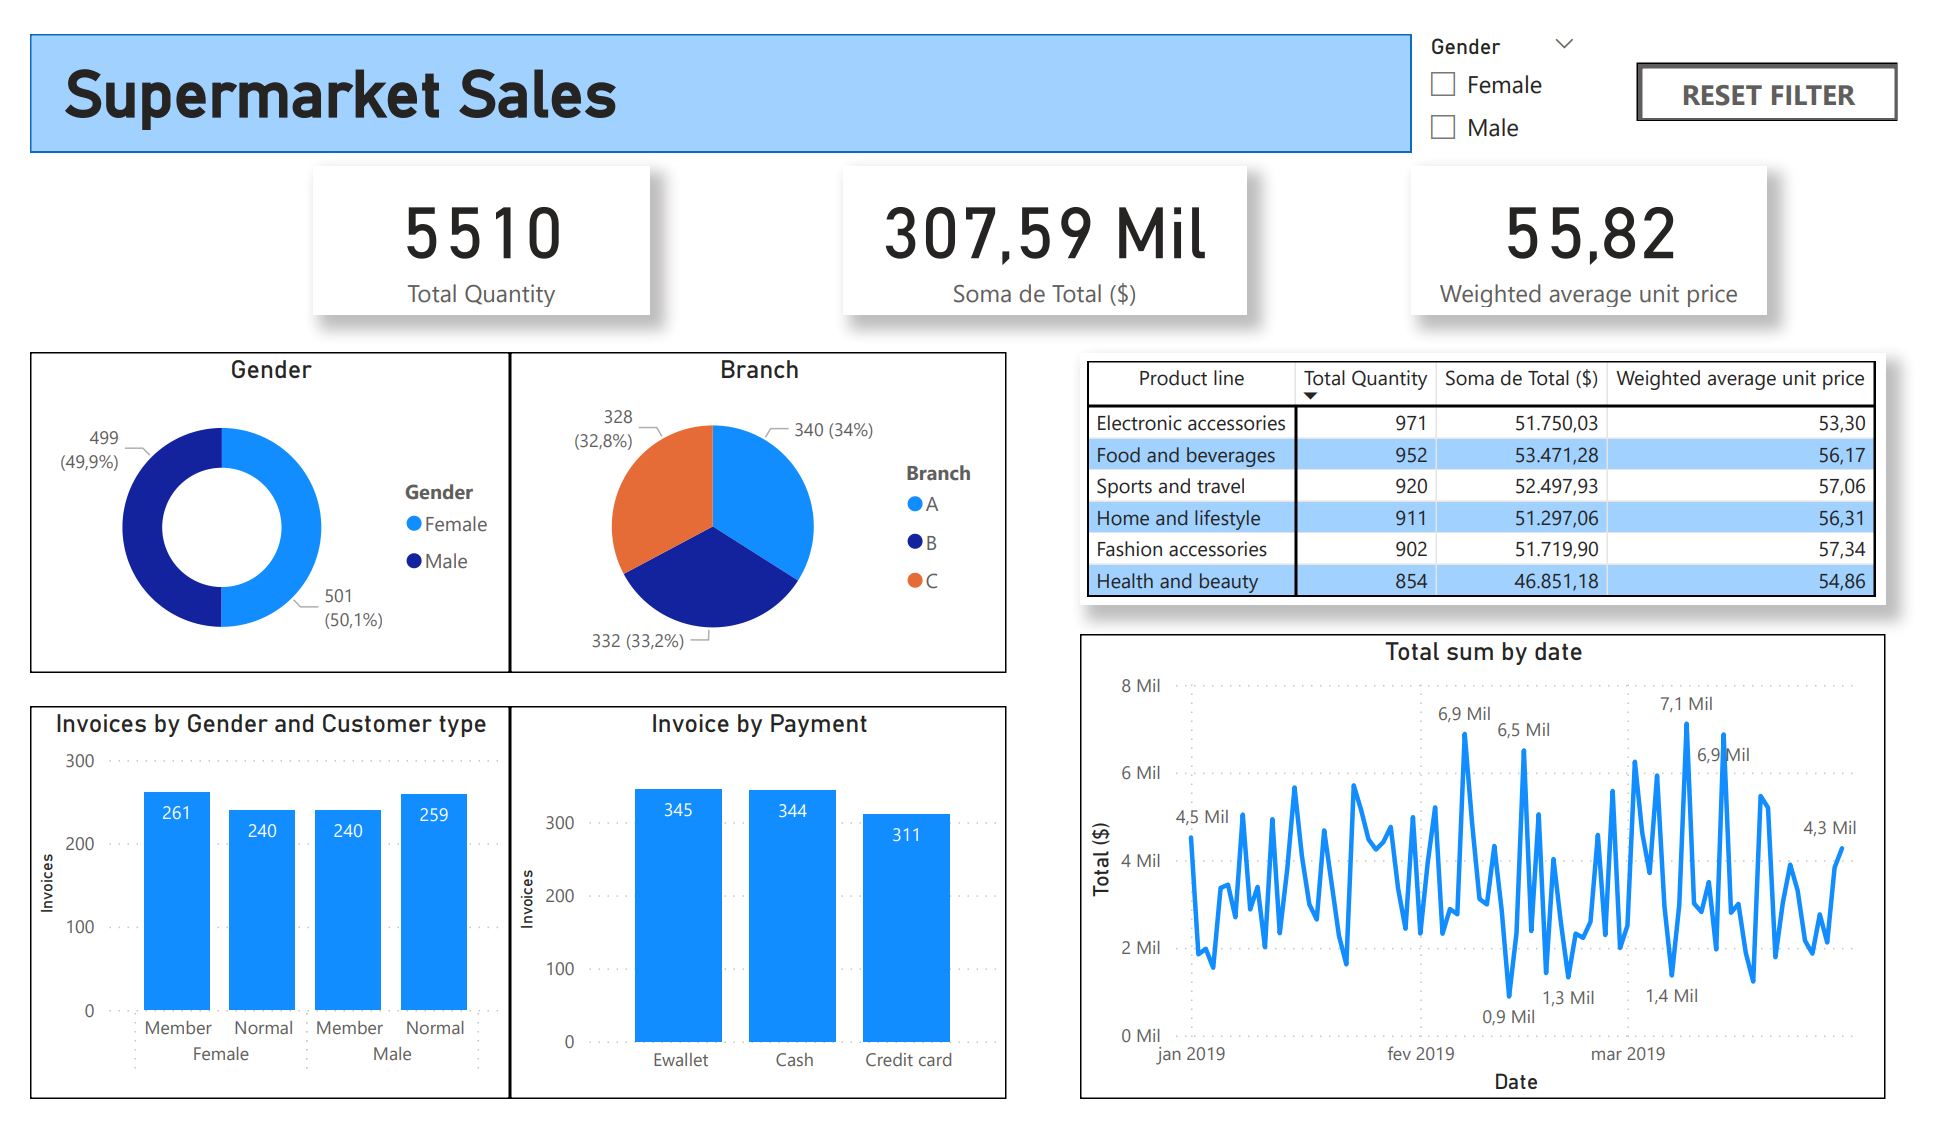 Supermarket Sales
Gender
Female
Male
RESET FILTER
5510
Total Quantity
307,59 Mil
Soma de Total ($)
55,82
Weighted average unit price
Gender
499
(49,9%)
501
(50,1%)
Gender
Female
Male
Branch
328
(32,8%)
340 (34%)
332 (33,2%)
Branch
A
B
C
Product line Total Quantity Soma de Total ($) Weighted average unit price
Electronic accessories 971 51.750,03 53,30
Food and beverages 952 53.471,28 56,17
Sports and travel 920 52.497,93 57,06
Home and lifestyle 911 51.297,06 56,31
Fashion accessories 902 51.719,90 57,34
Health and beauty 854 46.851,18 54,86
Invoices by Gender and Customer type
Invoices
300
200
100
0
261
240
240
259
Member Normal Member Normal
Female Male
Invoice by Payment
Invoices
300
200
100
0
345
344
311
Ewallet Cash Credit card
Total sum by date
Total ($)
8 Mil
6 Mil
4 Mil
2 Mil
0 Mil
4,5 Mil
6,9 Mil
6,5 Mil
7,1 Mil
6,9 Mil
4,3 Mil
0,9 Mil
1,3 Mil
1,4 Mil
jan 2019 fev 2019 mar 2019
Date